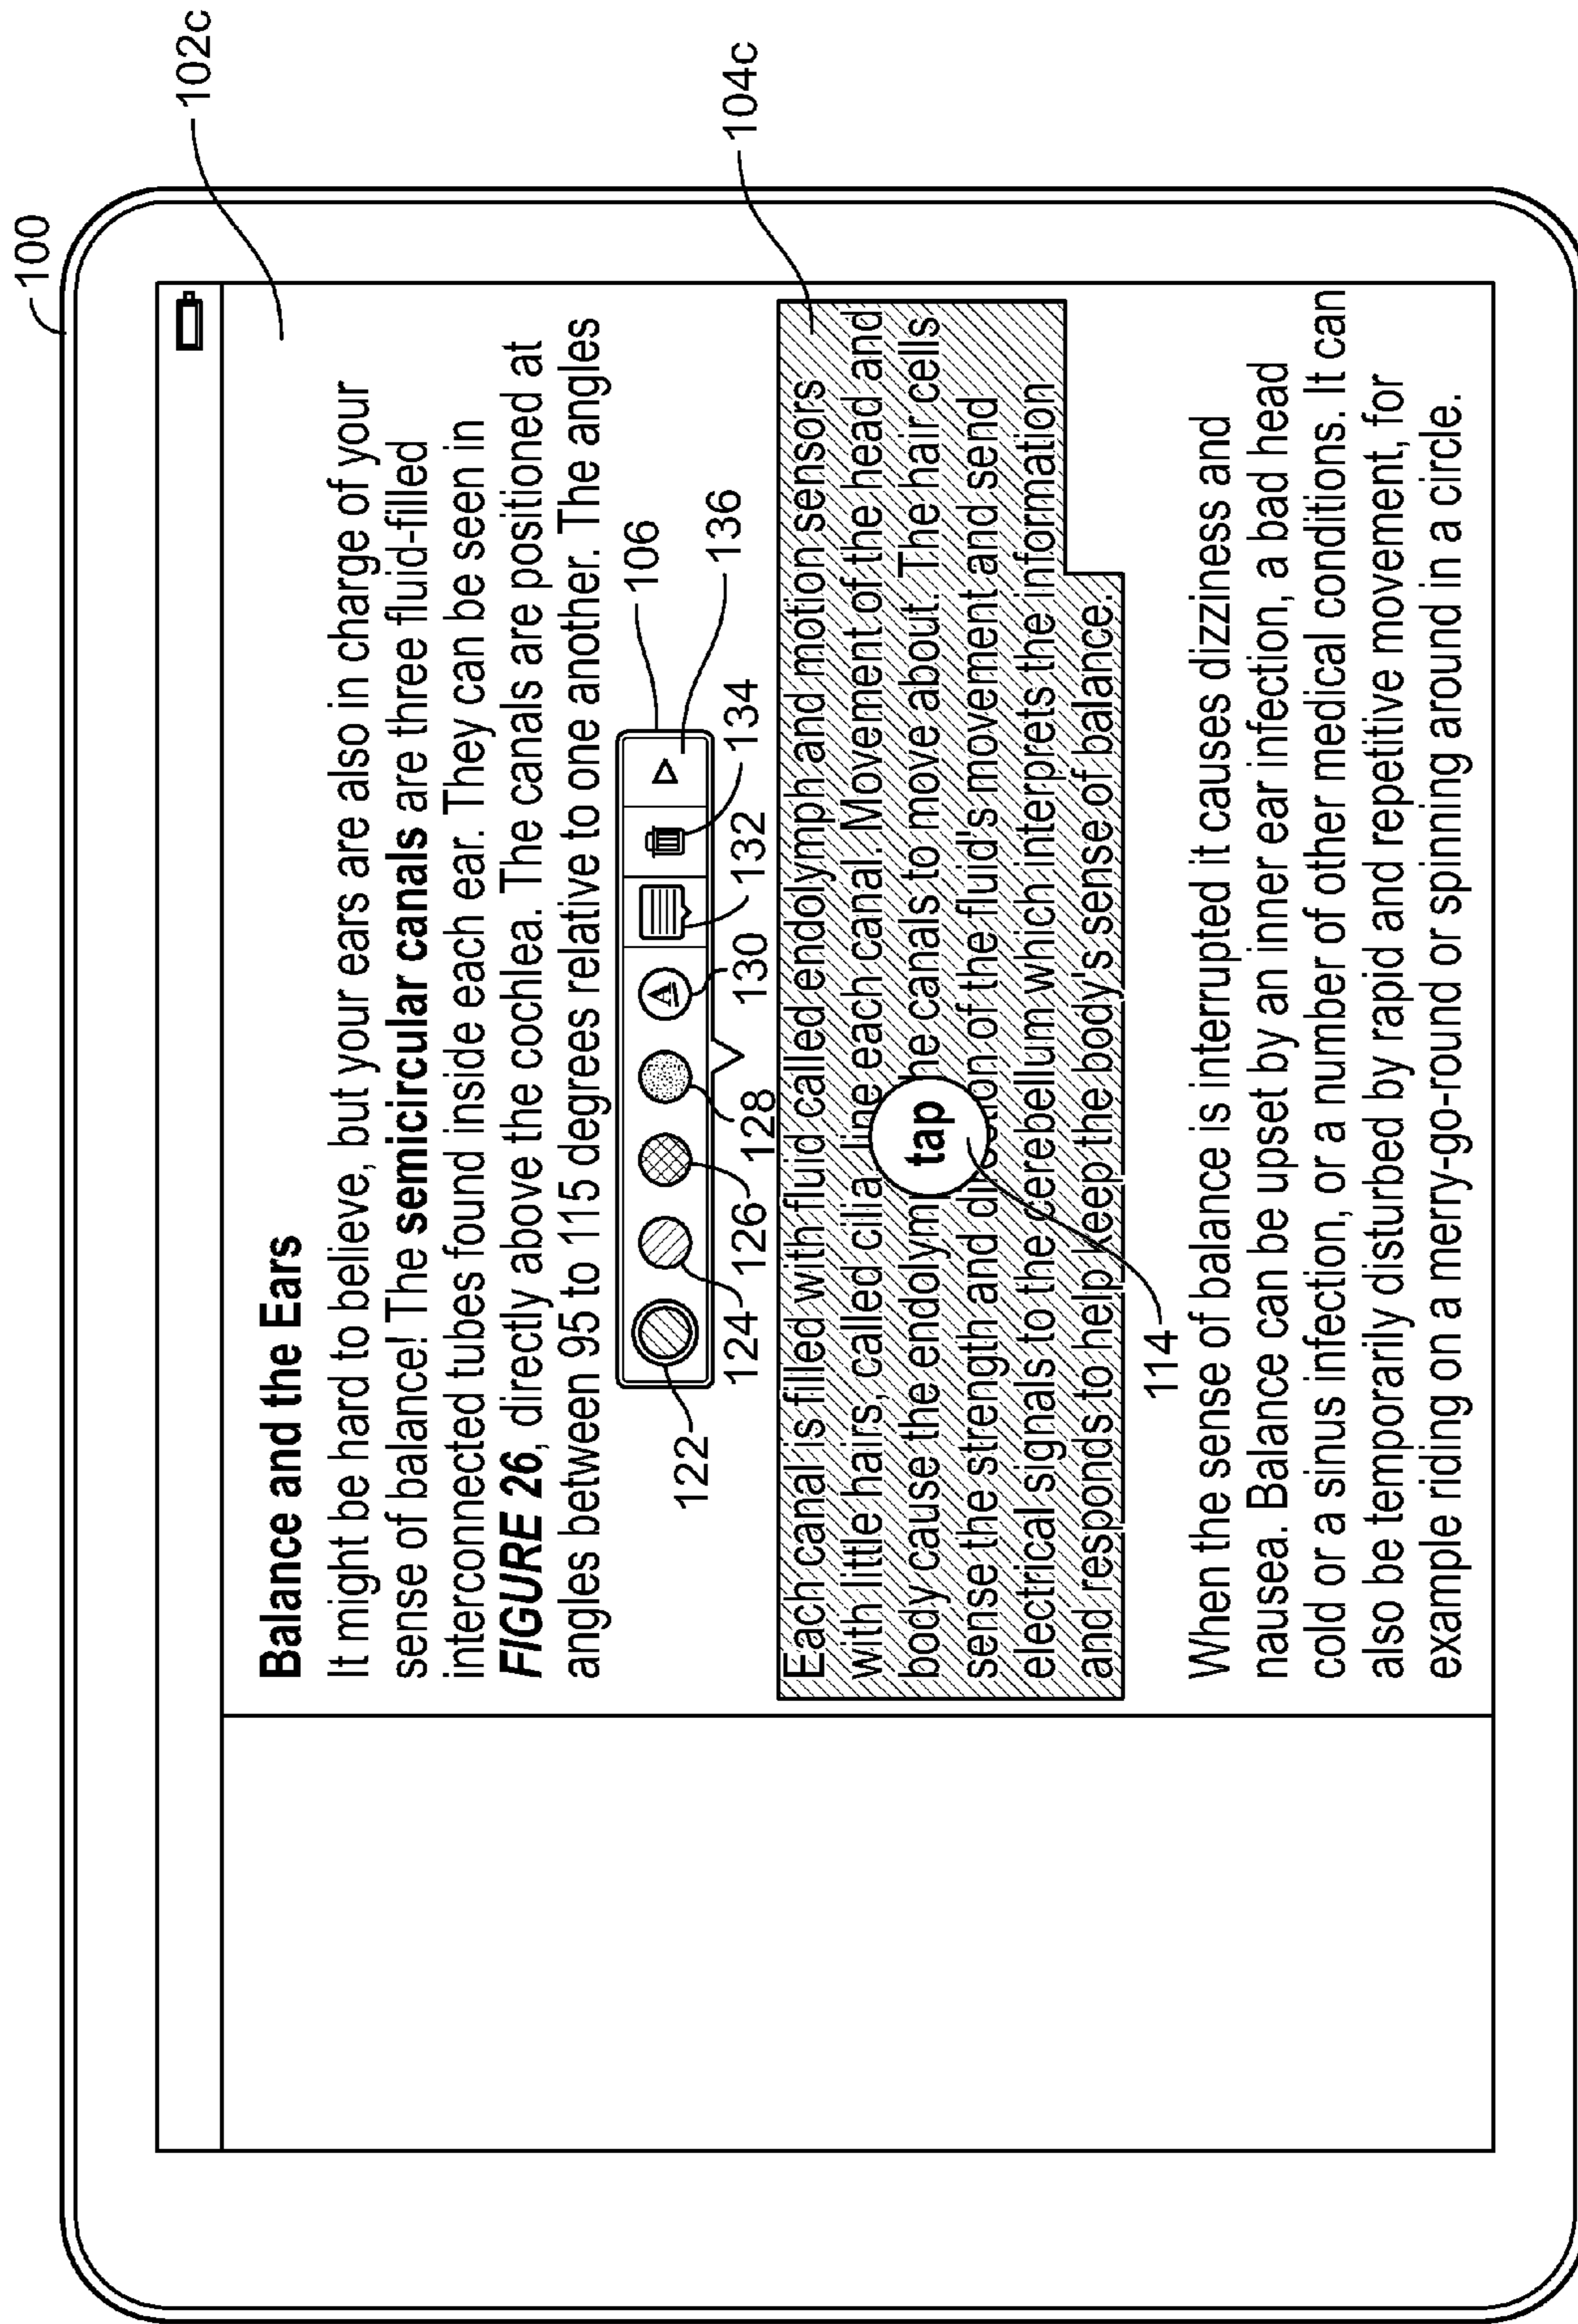 100
102c
Balance and the Ears
It might be hard to believe, but your ears are also in charge of your
sense of balance! The semicircular canals are three fluid-filled
interconnected tubes found inside each ear. They can be seen in
FIGURE 26, directly above the cochlea. The canals are positioned at
angles between 95 to 115 degrees relative to one another. The angles
106
A
122 124 126 128 130 132 134 136
104c
Each canal is filled with fluid called endolymph and motion sensors
with little hairs, called cilia, line each canal. Movement of the head and
body cause the endolym he canals to move about. The hair cells
tap
sense the strength and di tion of the fluid's movement and send
electrical signals to the cerebellum which interprets the information
and responds to help keep the body's sense of balance.
114
When the sense of balance is interrupted it causes dizziness and
nausea. Balance can be upset by an inner ear infection, a bad head
cold or a sinus infection, or a number of other medical conditions. It can
also be temporarily disturbed by rapid and repetitive movement, for
example riding on a merry-go-round or spinning around in a circle.